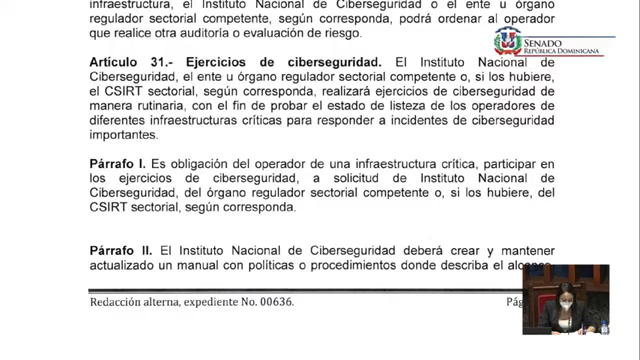 infraestructura, el Instituto Nacional de Ciberseguridad o el ente u órgano
regulador sectorial competente, según corresponda, podrá ordenar al operador
que realice otra auditoría o evaluación de riesgo.
SENADO
REPÚBLICA DOMINICANA
Artículo 31.- Ejercicios de ciberseguridad. El Instituto Nacional de
Ciberseguridad, el ente u órgano regulador sectorial competente o, si los hubiere,
el CSIRT sectorial, según corresponda, realizará ejercicios de ciberseguridad de
manera rutinaria, con el fin de probar el estado de listeza de los operadores de
diferentes infraestructuras críticas para responder a incidentes de ciberseguridad
importantes.
Párrafo I. Es obligación del operador de una infraestructura crítica, participar en
los ejercicios de ciberseguridad, a solicitud de Instituto Nacional de
Ciberseguridad, del órgano regulador sectorial competente o, si los hubiere, del
CSIRT sectorial, según corresponda.
Párrafo II. El Instituto Nacional de Ciberseguridad deberá crear y mantener
actualizado un manual con políticas o procedimientos donde describa el
Redacción alterna, expediente No. 00636.